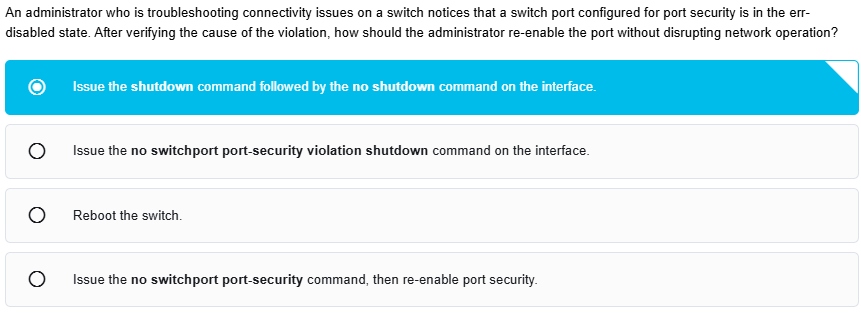 An administrator who is troubleshooting connectivity issues on a switch notices that a switch port configured for port security is in the err-
disabled state. After verifying the cause of the violation, how should the administrator re-enable the port without disrupting network operation?
Issue the shutdown command followed by the no shutdown command on the interface.
Issue the no switchport port-security violation shutdown command on the interface.
Reboot the switch.
Issue the no switchport port-security command, then re-enable port security.